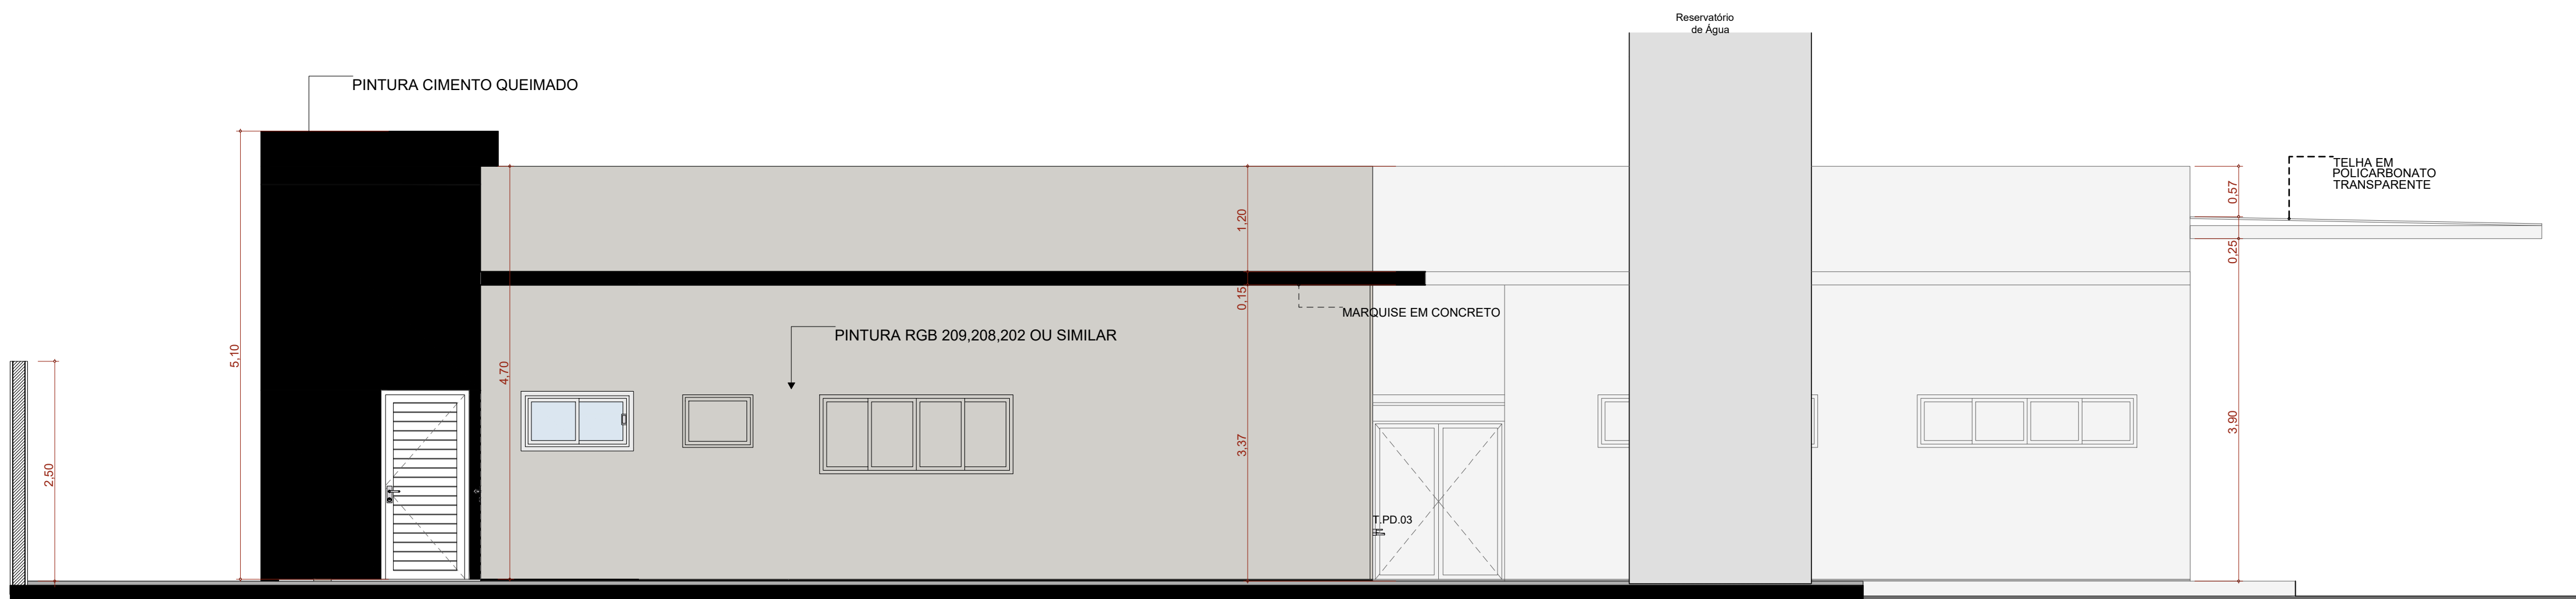 Reservatório
de Água
PINTURA CIMENTO QUEIMADO
TELHA EM
POLICARBONATO
TRANSPARENTE
0,57
1,20
0,25
0,15
MARQUISE EM CONCRETO
PINTURA RGB 209,208,202 OU SIMILAR
5,10
4,70
3,90
3,37
2,50
T.PD.03